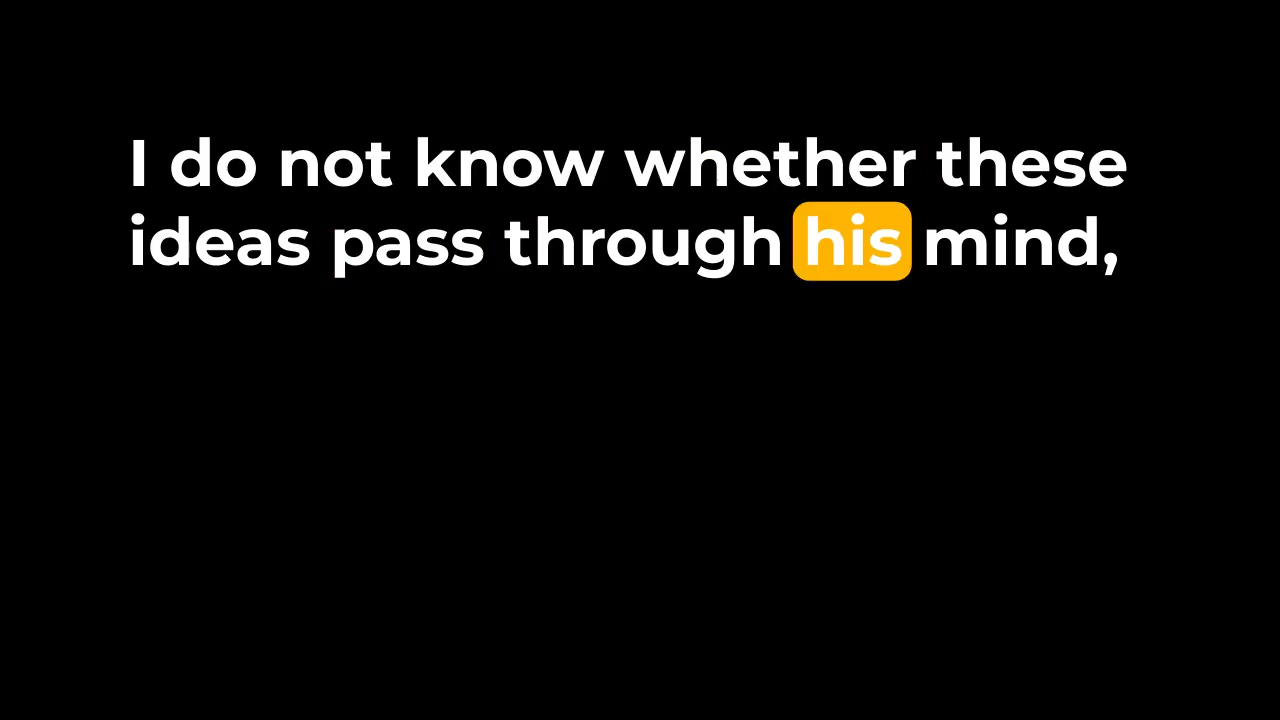 I do not know whether these
ideas pass through his mind,